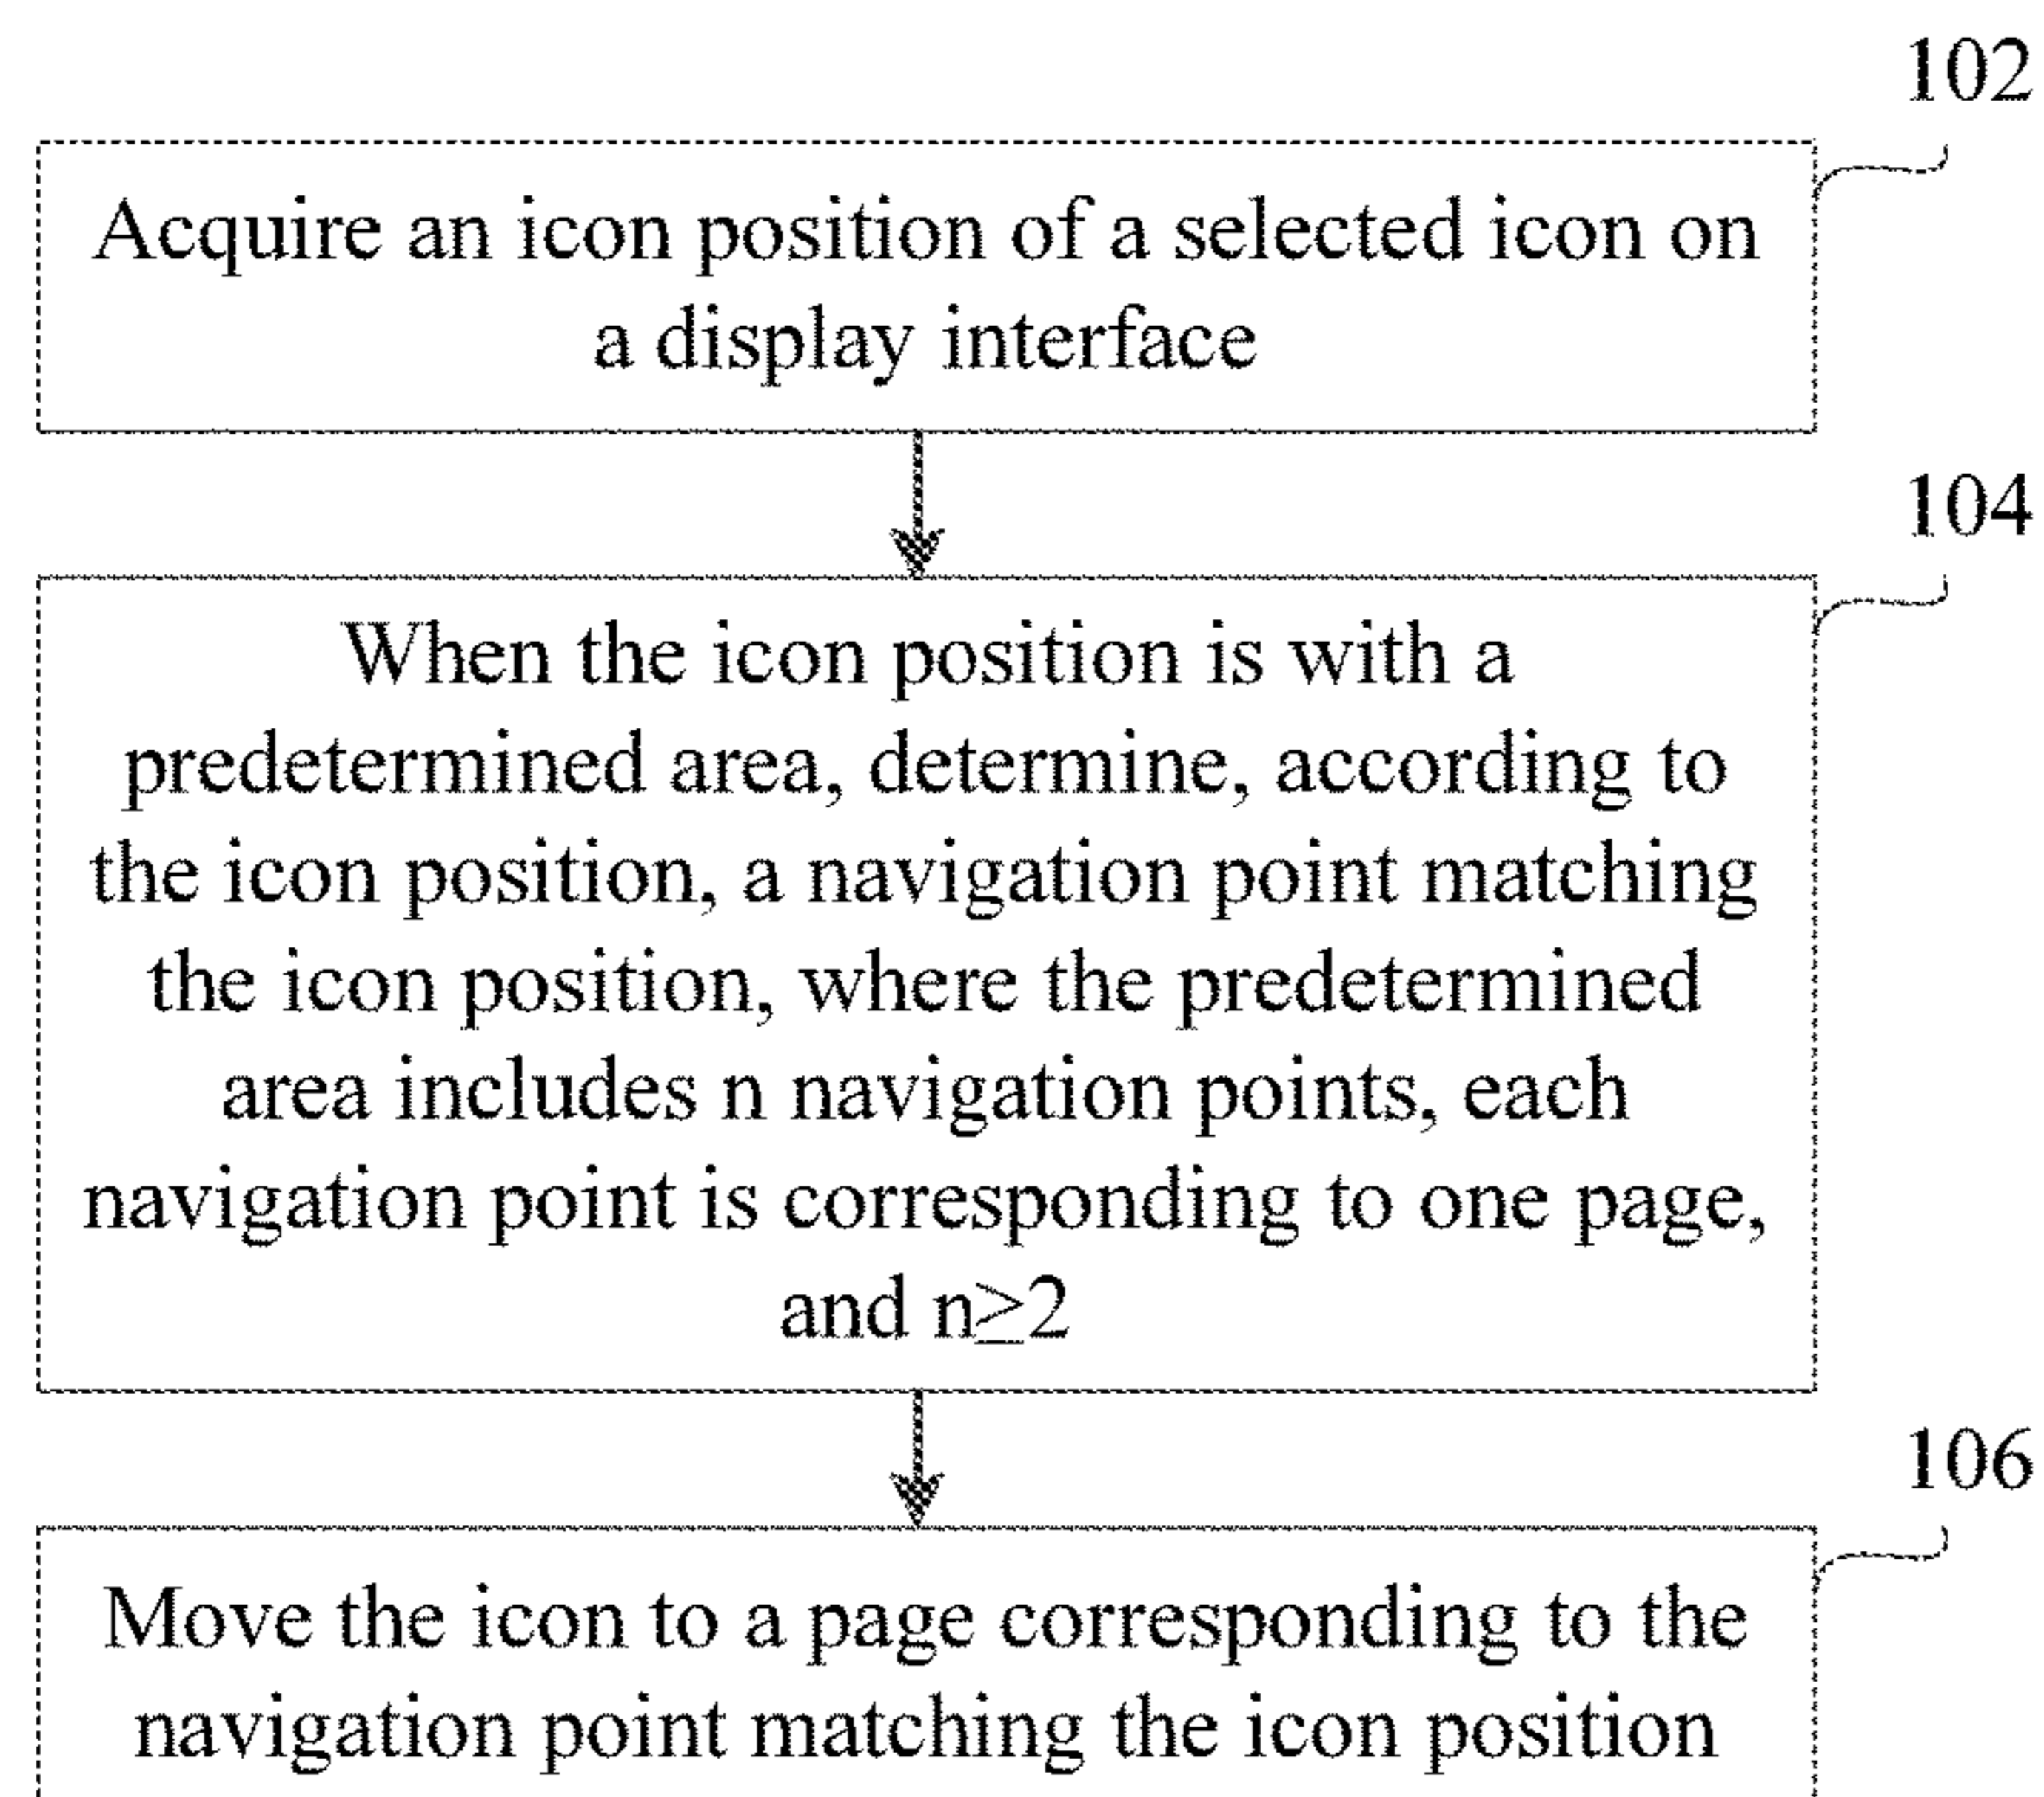 102
Acquire an icon position of a selected icon on
a display interface
104
When the icon position is with a
predetermined area, determine, according to
the icon position, a navigation point matching
the icon position, where the predetermined
area includes n navigation points, each
navigation point is corresponding to one page,
and n≥2
106
Move the icon to a page corresponding to the
navigation point matching the icon position